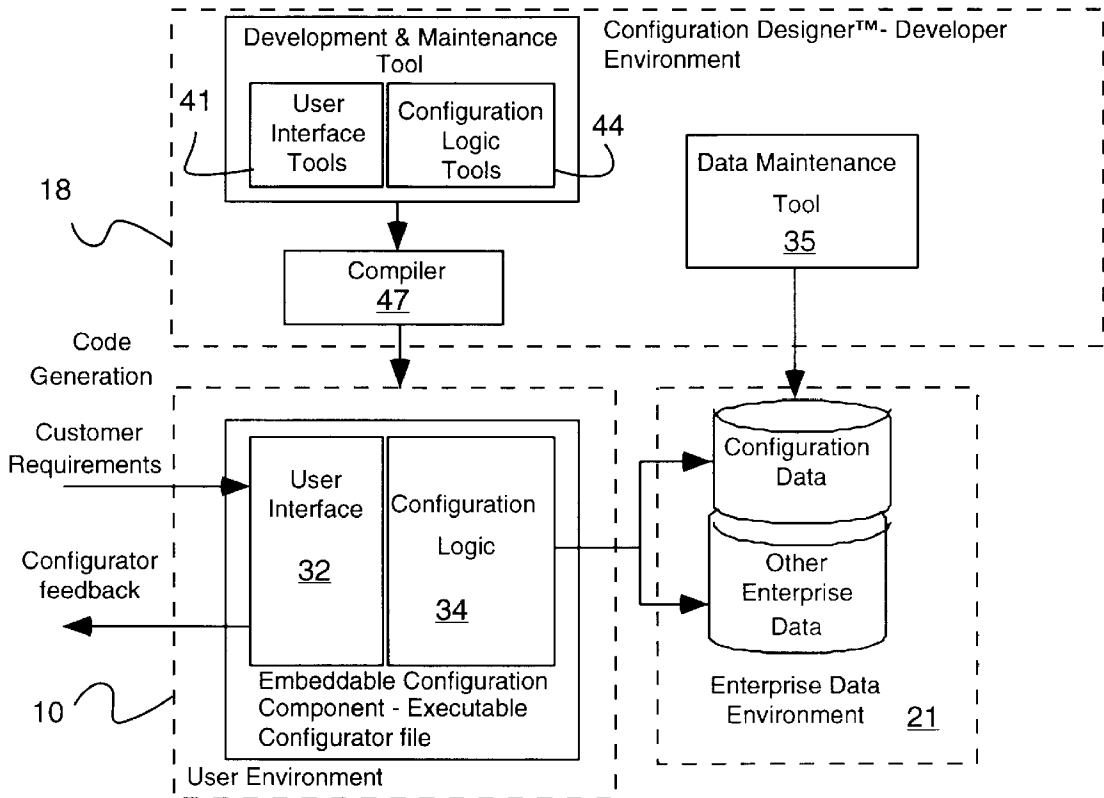 Development & Maintenance
Tool
Configuration Designer™- Developer
Environment
41
User
Interface
Tools
Configuration
Logic
Tools
44
18
Data Maintenance
Tool
35
Compiler
47
Code
Generation
Customer
Requirements
Configurator
feedback
User
Interface
32
Configuration
Logic
34
Embeddable Configuration
Component - Executable
Configurator file
10
User Environment
Configuration
Data
Other
Enterprise
Data
Enterprise Data
Environment
21